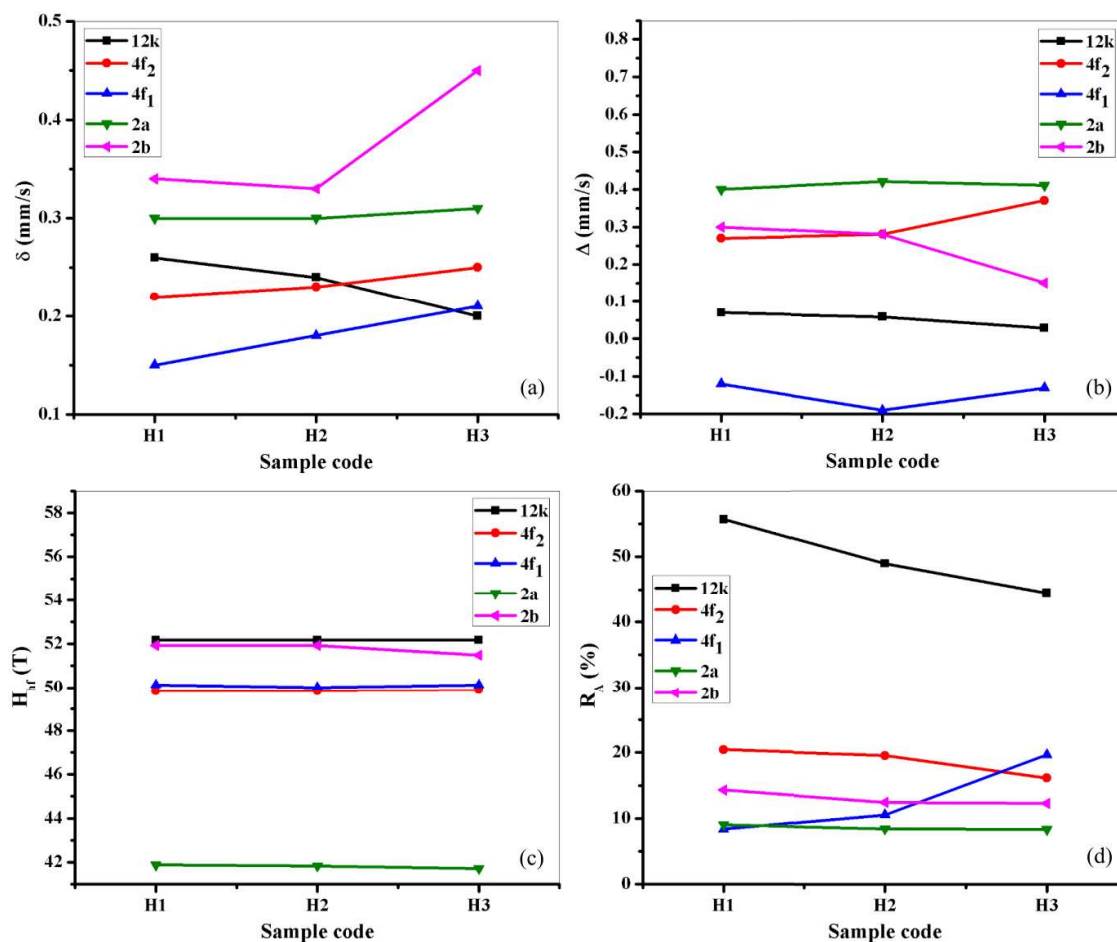 0.5
0.4
0.3
0.2
0.1
δ (mm/s)
12k
4f2
4f1
2a
2b
(a)
H1 H2 H3
Sample code
0.8
0.7
0.6
0.5
0.4
0.3
0.2
0.1
0.0
-0.1
-0.2
Δ (mm/s)
12k
4f2
4f1
2a
2b
(b)
H1 H2 H3
Sample code
58
56
54
52
50
48
46
44
42
Hhf (T)
12k
4f2
4f1
2a
2b
(c)
H1 H2 H3
Sample code
60
50
40
30
20
10
0
RA (%)
12k
4f2
4f1
2a
2b
(d)
H1 H2 H3
Sample code